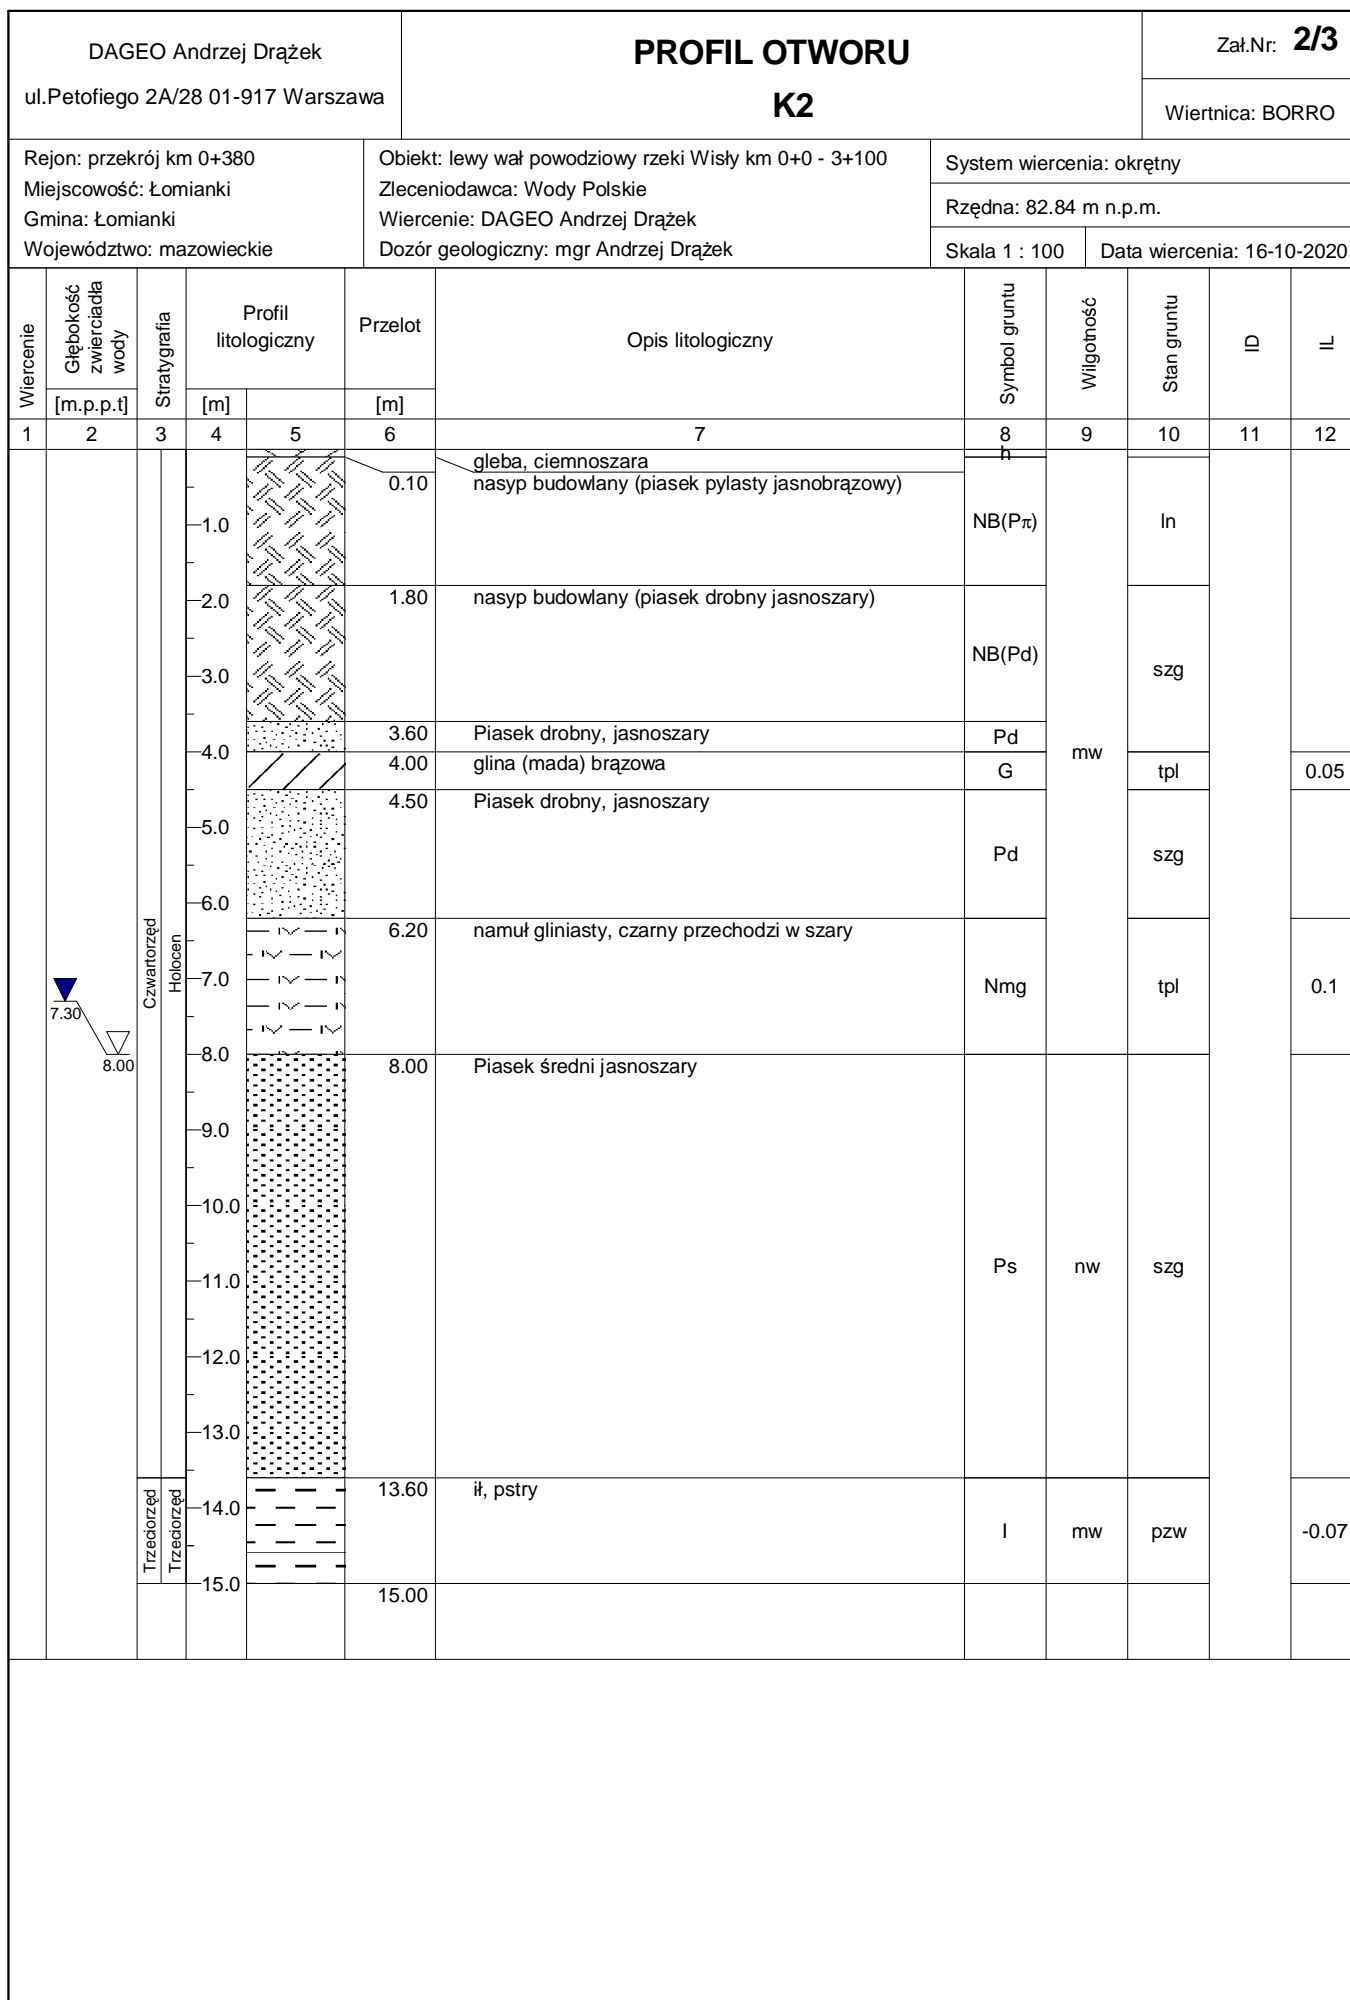 DAGEO Andrzej Drążek
ul.Petofiego 2A/28 01-917 Warszawa
PROFIL OTWORU
K2
Zał.Nr: 2/3
Wiertnica: BORRO
Rejon: przekrój km 0+380
Miejscowość: Łomianki
Gmina: Łomianki
Województwo: mazowieckie
Obiekt: lewy wał powodziowy rzeki Wisły km 0+0 - 3+100
Zleceniodawca: Wody Polskie
Wiercenie: DAGEO Andrzej Drążek
Dozór geologiczny: mgr Andrzej Drążek
System wiercenia: okrętny
Rzędna: 82.84 m n.p.m.
Skala 1 : 100
Data wiercenia: 16-10-2020
Wiercenie
Głębokość
zwierciadła
wody
[m.p.p.t]
Stratygrafia
Profil
litologiczny
[m]
Przelot
[m]
Opis litologiczny
Symbol gruntu
Wilgotność
Stan gruntu
ID
IL
1 2 3 4 5 6 7 8 9 10 11 12
gleba, ciemnoszara h
0.10 nasyp budowlany (piasek pylasty jasnobrązowy)
1.0 NB(Pπ) ln
2.0 1.80 nasyp budowlany (piasek drobny jasnoszary)
NB(Pd)
3.0 szg
3.60 Piasek drobny, jasnoszary Pd
4.0 mw
4.00 glina (mada) brązowa G tpl 0.05
4.50 Piasek drobny, jasnoszary
5.0
Pd szg
6.0
6.20 namuł gliniasty, czarny przechodzi w szary
Czwartorzęd
Holocen
7.0 Nmg tpl 0.1
7.30
8.0
8.00
8.00 Piasek średni jasnoszary
9.0
10.0
11.0 Ps nw szg
12.0
13.0
13.60 ił, pstry
Trzeciorzęd
Trzeciorzęd
14.0
I mw pzw -0.07
15.0
15.00